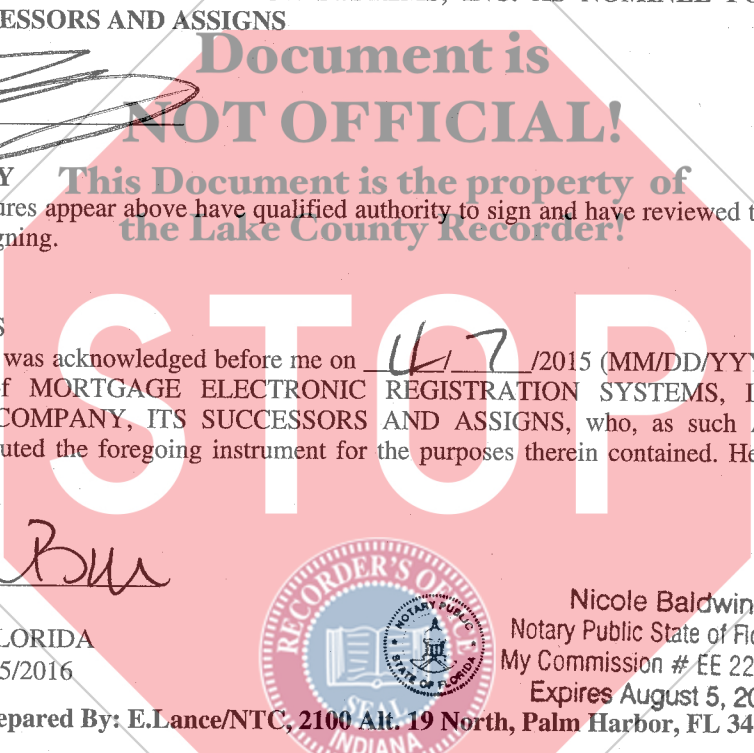 ESSORS AND ASSIGNS
Document is
NOT OFFICIAL!
Y
This Document is the property of
ures appear above have qualified authority to sign and have reviewed t
the Lake County Recorder!
gning.
STOP
S
was acknowledged before me on /7/2015 (MM/DD/YYY
of MORTGAGE ELECTRONIC REGISTRATION SYSTEMS, I
COMPANY, ITS SUCCESSORS AND ASSIGNS, who, as such A
uted the foregoing instrument for the purposes therein contained. He
RECORDER'S OFFICE
SEAL
INDIANA
NOTARY PUBLIC
STATE OF FLORIDA
Nicole Baldwin
Notary Public State of Flo
My Commission # EE 22
Expires August 5, 20
LORIDA
5/2016
epared By: E.Lance/NTC, 2100 Alt. 19 North, Palm Harbor, FL 34